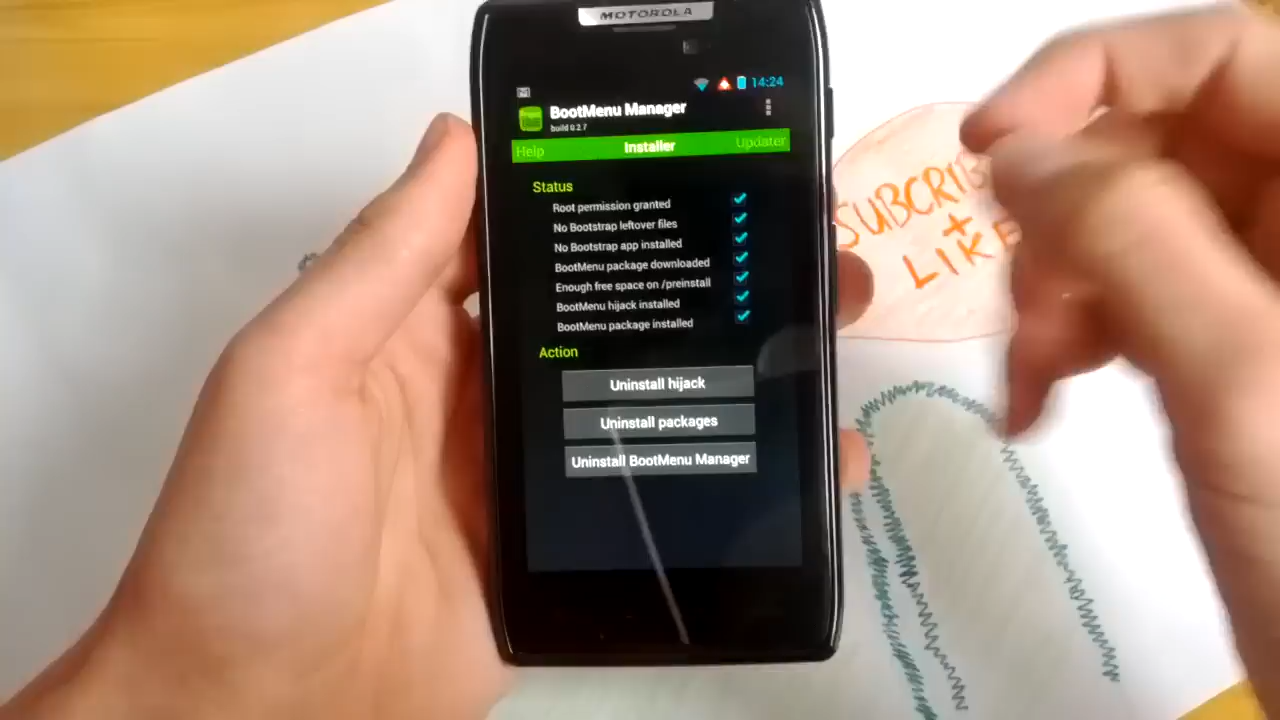 MOTOROLA
14:24
BootMenu Manager
build 0.2.7
Help Installer Updater
Status
Root permission granted
No Bootstrap leftover files
No Bootstrap app installed
BootMenu package downloaded
Enough free space on /preinstall
BootMenu hijack installed
BootMenu package installed
Action
Uninstall hijack
Uninstall packages
Uninstall BootMenu Manager
SUBCRIBE
+
LIKE